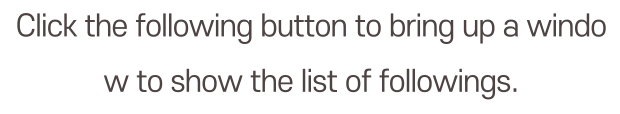 Click the following button to bring up a windo
w to show the list of followings.